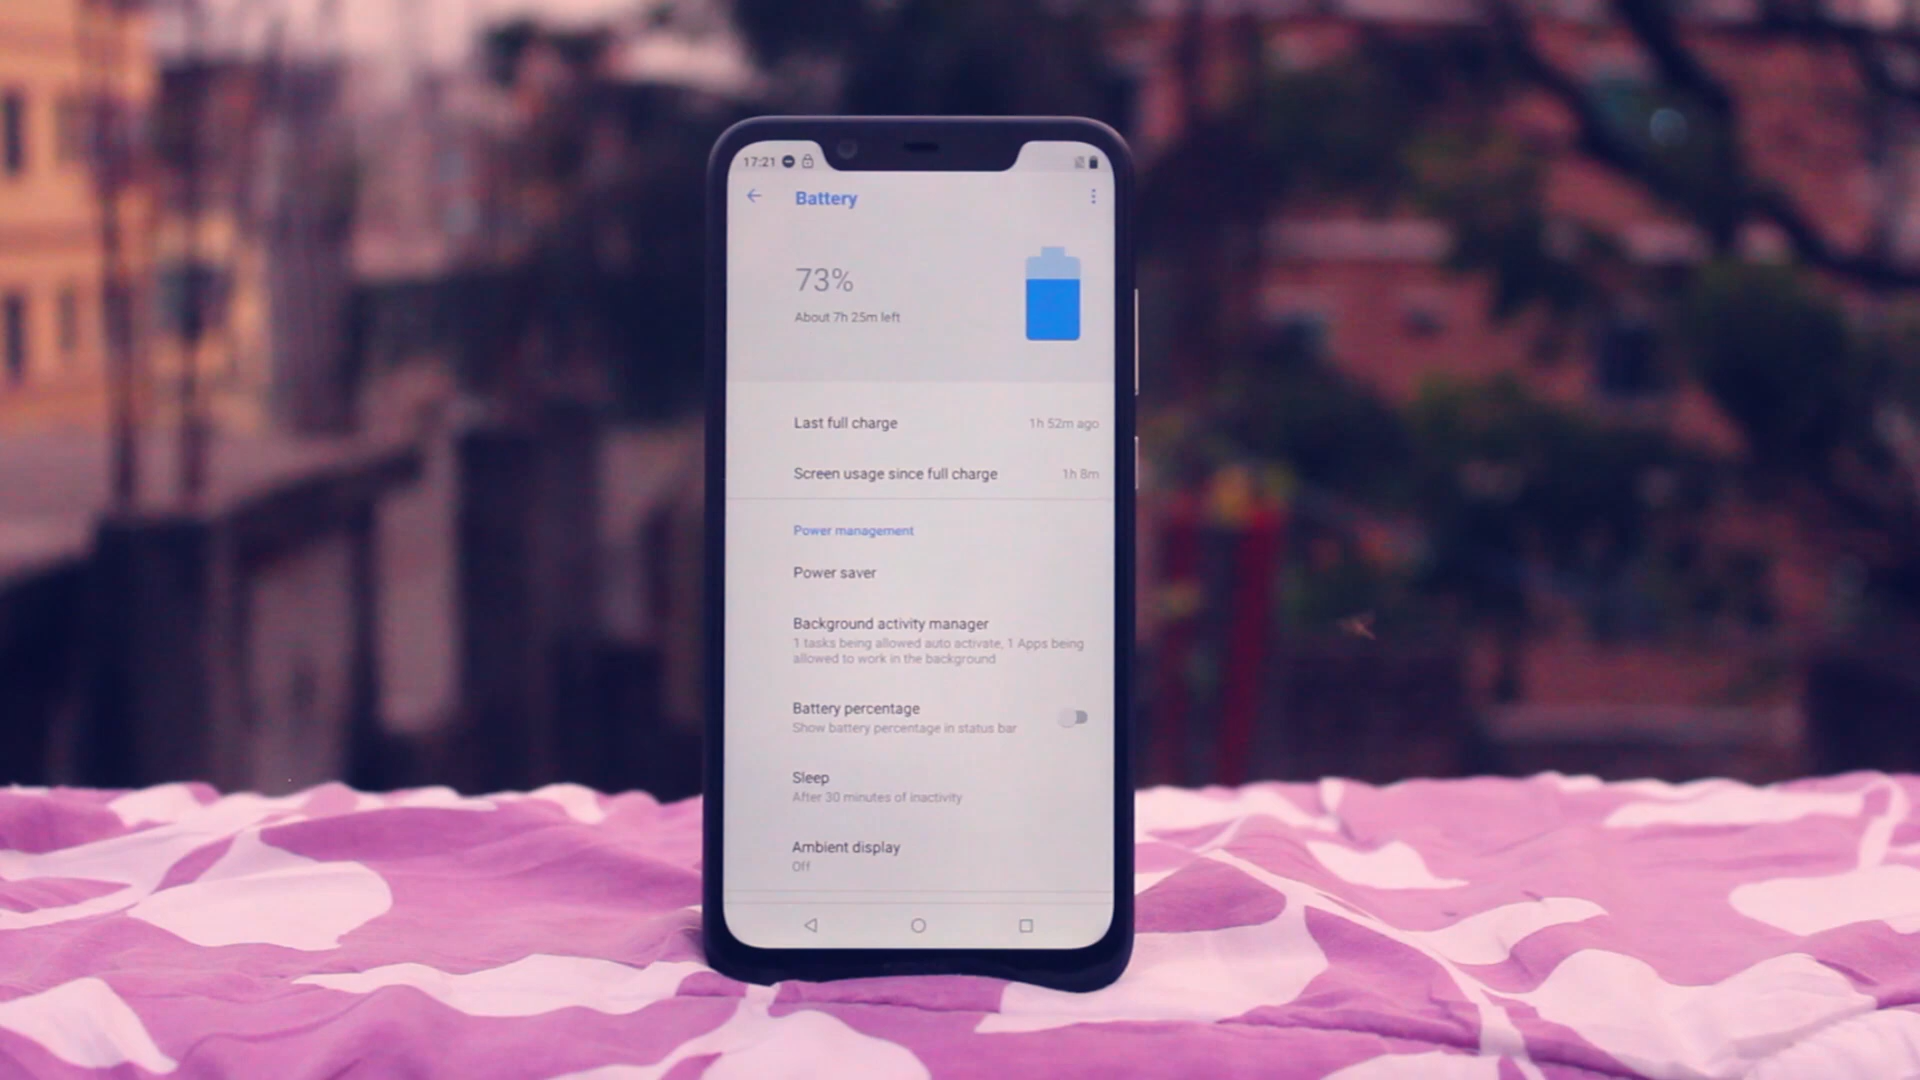 17:21
Battery
73%
About 7h 25m left
Last full charge 1h 52m ago
Screen usage since full charge 1h 8m
Power management
Power saver
Background activity manager
1 tasks being allowed auto activate, 1 Apps being
allowed to work in the background
Battery percentage
Show battery percentage in status bar
Sleep
After 30 minutes of inactivity
Ambient display
Off